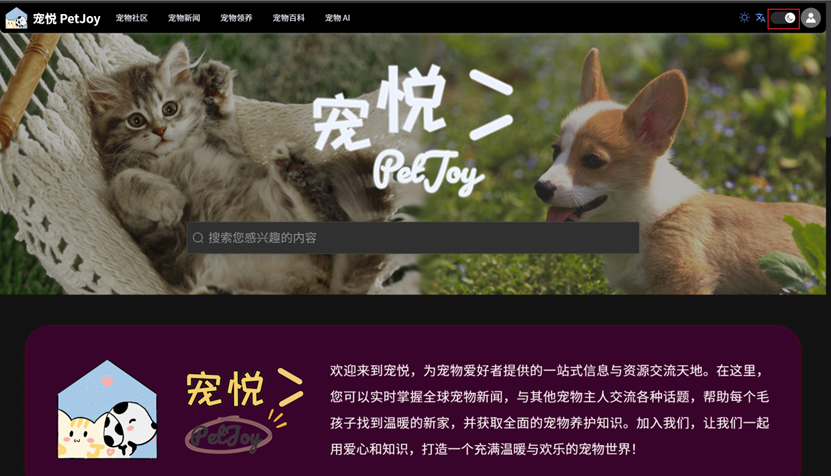 宠悦 PetJoy 宠物社区 宠物新闻 宠物领养 宠物百科 宠物 AI
宠悦
PetJoy
搜索您感兴趣的内容
宠悦
PetJoy
欢迎来到宠悦，为宠物爱好者提供的一站式信息与资源交流天地。在这里，
您可以实时掌握全球宠物新闻，与其他宠物主人交流各种话题，帮助每个毛
孩子找到温暖的新家，并获取全面的宠物养护知识。加入我们，让我们一起
用爱心和知识，打造一个充满温暖与欢乐的宠物世界！